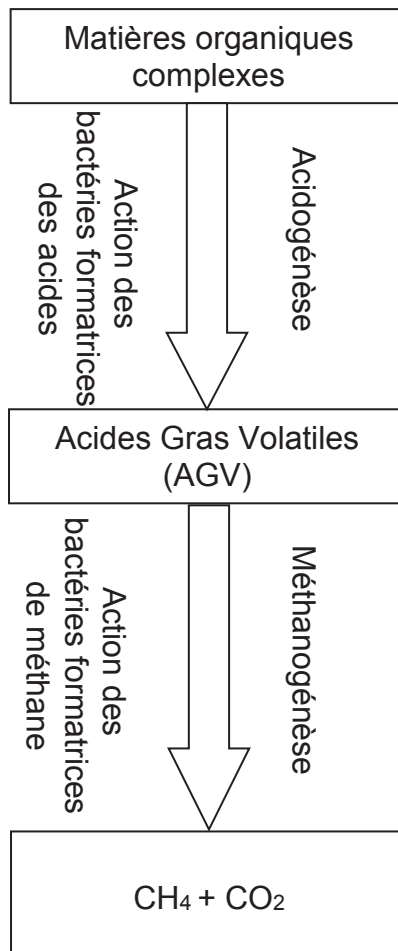 Matières organiques
complexes
Action des
bactéries formatrices
des acides
Acidogénèse
Acides Gras Volatiles
(AGV)
Action des
bactéries formatrices
de méthane
Méthanogénèse
CH₄ + CO₂